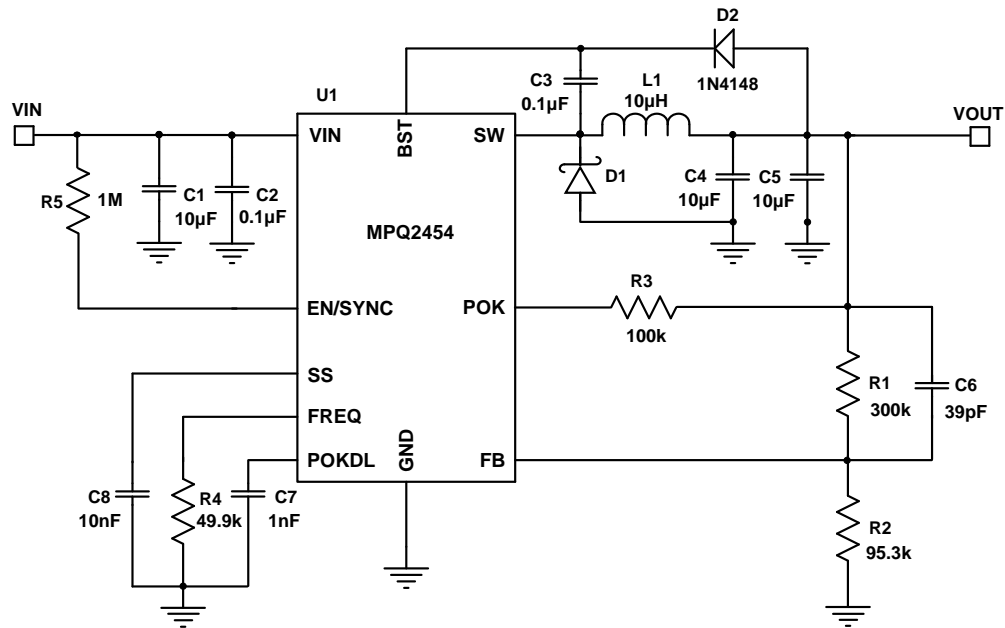 D2
1N4148
C3
0.1µF
L1
10µH
U1
VIN
VOUT
VIN
BST
SW
R5
1M
C1
10µF
C2
0.1µF
D1
C4
10µF
C5
10µF
MPQ2454
EN/SYNC
POK
R3
100k
SS
R1
300k
C6
39pF
FREQ
POKDL
GND
FB
C8
10nF
R4
49.9k
C7
1nF
R2
95.3k